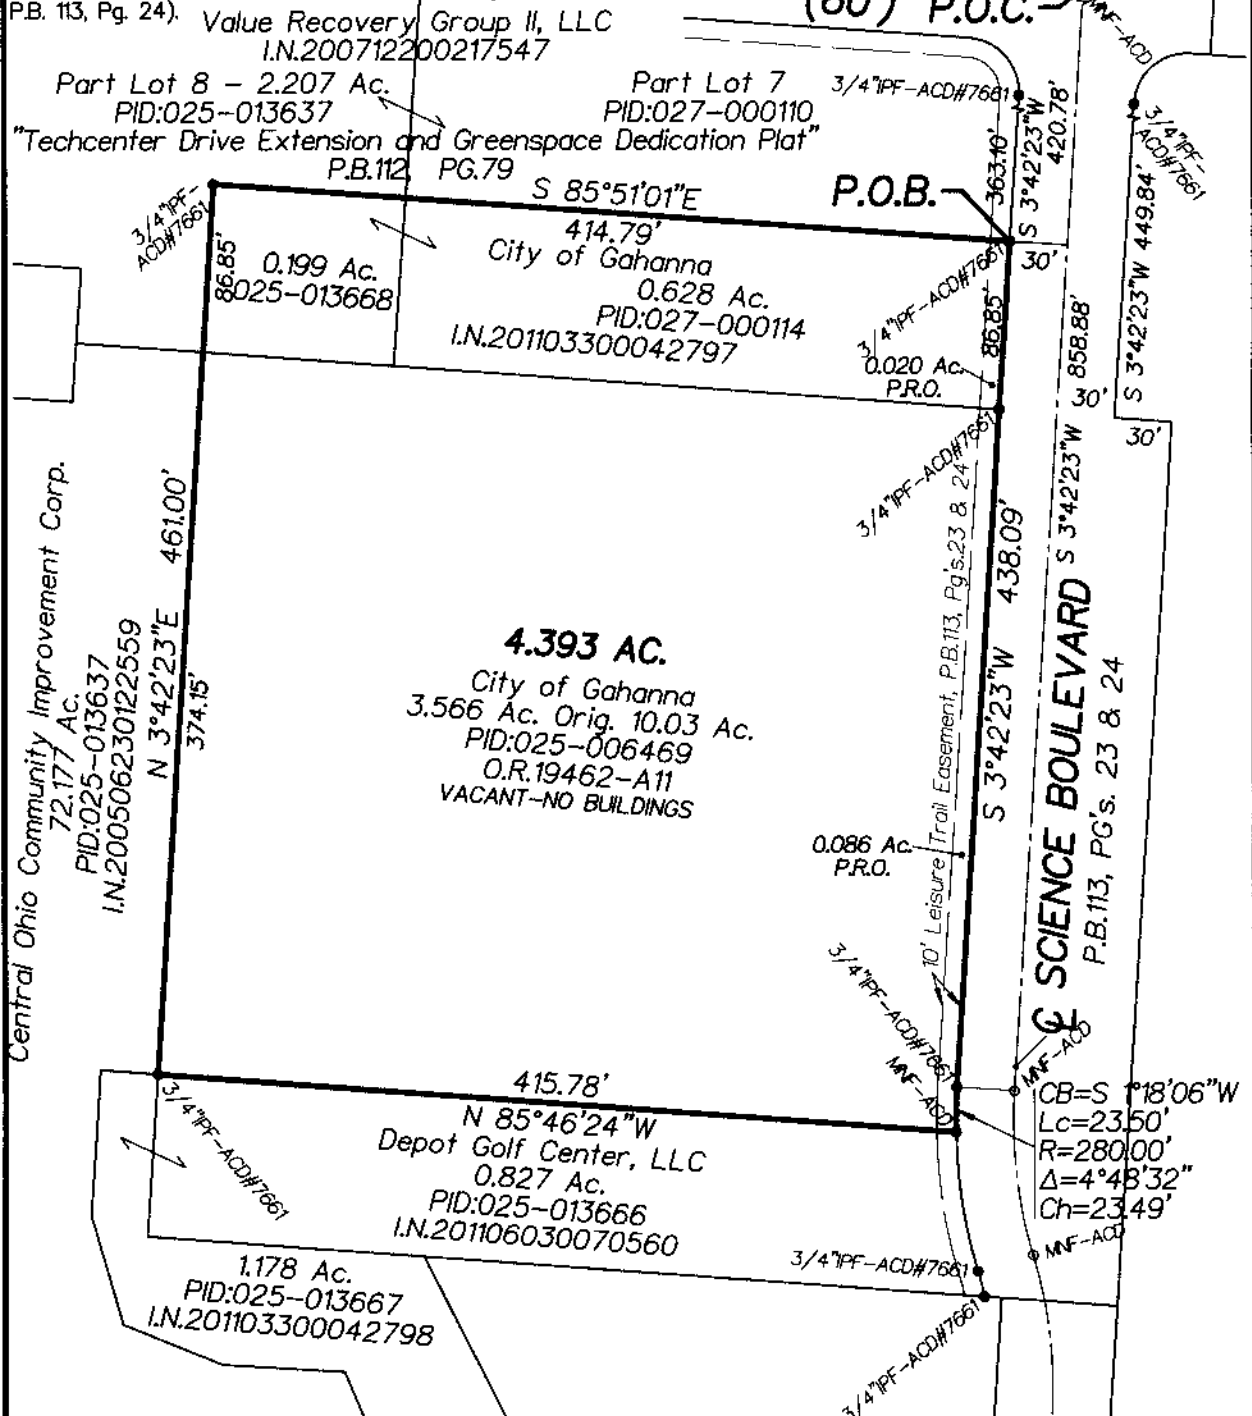 P.B. 113, Pg. 24).
Value Recovery Group II, LLC
I.N.200712200217547
(60') P.O.C.
MNF-ACD
Part Lot 8 - 2.207 Ac.
PID:025-013637
Part Lot 7
PID:027-000110
3/4"IPF-ACD#7661
"Techcenter Drive Extension and Greenspace Dedication Plat"
P.B.112, PG.79
363.10'
S 3°42'23"W
420.78'
3/4"IPF-
ACD#7661
S 3°42'23"W 449.84'
3/4"IPF-
ACD#7661
S 85°51'01"E
414.79'
P.O.B.
30'
86.85'
0.199 Ac.
025-013668
City of Gahanna
0.628 Ac.
PID:027-000114
I.N.201103300042797
3/4"IPF-ACD#7661
86.85'
0.020 Ac.
P.R.O.
858.88'
30'
30'
3/4"IPF-ACD#7661
S 3°42'23"W
Central Ohio Community Improvement Corp.
72.177 Ac.
PID:025-013637
I.N.200506230122559
N 3°42'23"E 461.00'
374.15'
4.393 AC.
City of Gahanna
3.566 Ac. Orig. 10.03 Ac.
PID:025-006469
O.R.19462-A11
VACANT-NO BUILDINGS
10' Leisure Trail Easement, P.B.113, Pg's.23 & 24
S 3°42'23"W 438.09'
℄ SCIENCE BOULEVARD
P.B.113, PG's. 23 & 24
0.086 Ac.
P.R.O.
3/4"IPF-ACD#7661
MNF-ACD
MNF-ACD
415.78'
N 85°46'24"W
3/4"IPF-ACD#7661
Depot Golf Center, LLC
0.827 Ac.
PID:025-013666
I.N.201106030070560
CB=S 1°18'06"W
Lc=23.50'
R=280.00'
Δ=4°48'32"
Ch=23.49'
MNF-ACD
3/4"IPF-ACD#7661
1.178 Ac.
PID:025-013667
I.N.201103300042798
3/4"IPF-ACD#7661